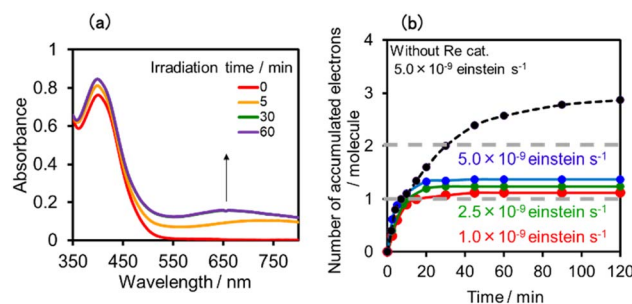 (a)
1
0.8
0.6
0.4
0.2
0
Absorbance
350 450 550 650 750
Wavelength / nm
Irradiation time / min
0
5
30
60
(b)
4
3
2
1
0
Number of accumulated electrons
/ molecule
Without Re cat.
5.0×10⁻⁹ einstein s⁻¹
5.0×10⁻⁹ einstein s⁻¹
2.5×10⁻⁹ einstein s⁻¹
1.0×10⁻⁹ einstein s⁻¹
0 20 40 60 80 100 120
Time / min